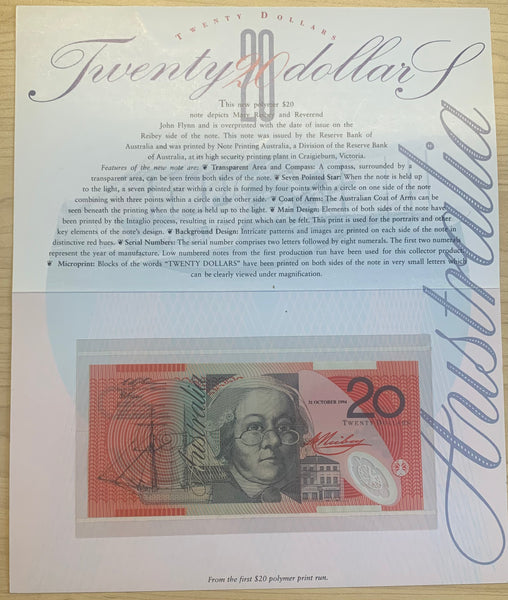 TWENTY DOLLARS
Twenty 20 dollars
20
This new polymer $20
note depicts Mary Reibey and Reverend
John Flynn and is overprinted with the date of issue on the
Reibey side of the note. This note was issued by the Reserve Bank of
Australia and was printed by Note Printing Australia, a Division of the Reserve Bank
of Australia, at its high security printing plant in Craigieburn, Victoria.
Features of the new note are: ❦ Transparent Area and Compass: A compass, surrounded by a
transparent area, can be seen from both sides of the note. ❦ Seven Pointed Star: When the note is held up
to the light, a seven pointed star within a circle is formed by four points within a circle on one side of the note
combining with three points within a circle on the other side. ❦ Coat of Arms: The Australian Coat of Arms can be
seen beneath the printing when the note is held up to the light. ❦ Main Design: Elements of both sides of the note have
been printed by the Intaglio process, resulting in raised print which can be felt. This print is used for the portraits and other
key elements of the note's design. ❦ Background Design: Intricate patterns and images are printed on each side of the note in
distinctive red hues. ❦ Serial Numbers: The serial number comprises two letters followed by eight numerals. The first two numerals
represent the year of manufacture. Low numbered notes from the first production run have been used for this collector product.
❦ Microprint: Blocks of the words "TWENTY DOLLARS" have been printed on both sides of the note in very small letters which
can be clearly viewed under magnification.
Australia
Australia
31 OCTOBER 1994
20
TWENTY DOLLARS
M Reibey
From the first $20 polymer print run.